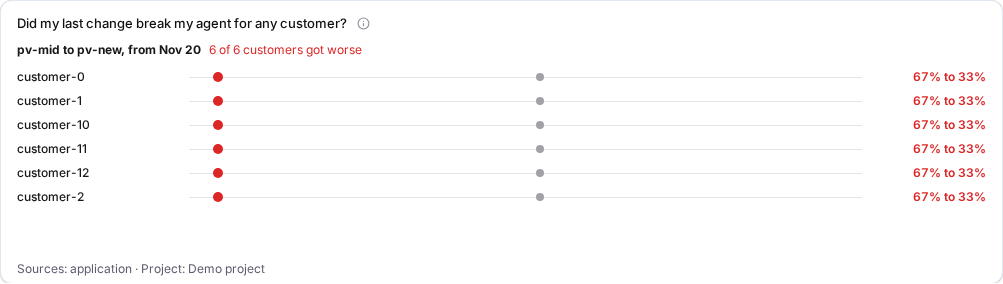 Did my last change break my agent for any customer?
pv-mid to pv-new, from Nov 20 6 of 6 customers got worse
customer-0 67% to 33%
customer-1 67% to 33%
customer-10 67% to 33%
customer-11 67% to 33%
customer-12 67% to 33%
customer-2 67% to 33%
Sources: application · Project: Demo project